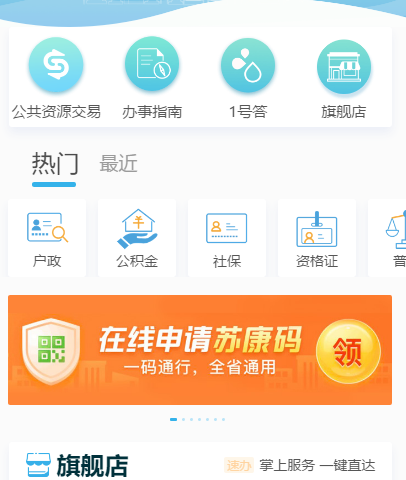 公共资源交易 办事指南 1号答 旗舰店
热门 最近
户政 公积金 社保 资格证 普
在线申请苏康码 领
一码通行，全省通用
旗舰店 速办 掌上服务 一键直达